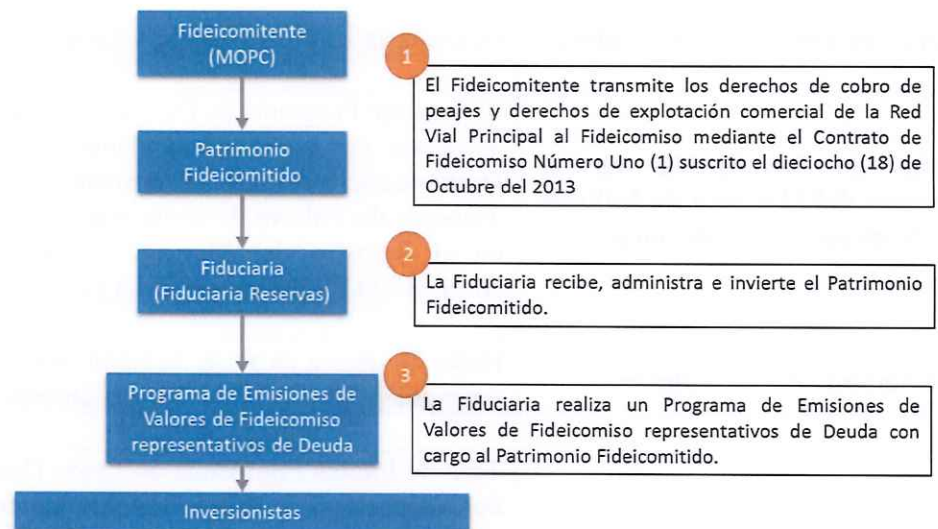 Fideicomitente
(MOPC)
1
El Fideicomitente transmite los derechos de cobro de
peajes y derechos de explotación comercial de la Red
Vial Principal al Fideicomiso mediante el Contrato de
Fideicomiso Número Uno (1) suscrito el dieciocho (18) de
Octubre del 2013
Patrimonio
Fideicomitido
2
Fiduciaria
(Fiduciaria Reservas)
La Fiduciaria recibe, administra e invierte el Patrimonio
Fideicomitido.
3
Programa de Emisiones de
Valores de Fideicomiso
representativos de Deuda
La Fiduciaria realiza un Programa de Emisiones de
Valores de Fideicomiso representativos de Deuda con
cargo al Patrimonio Fideicomitido.
Inversionistas